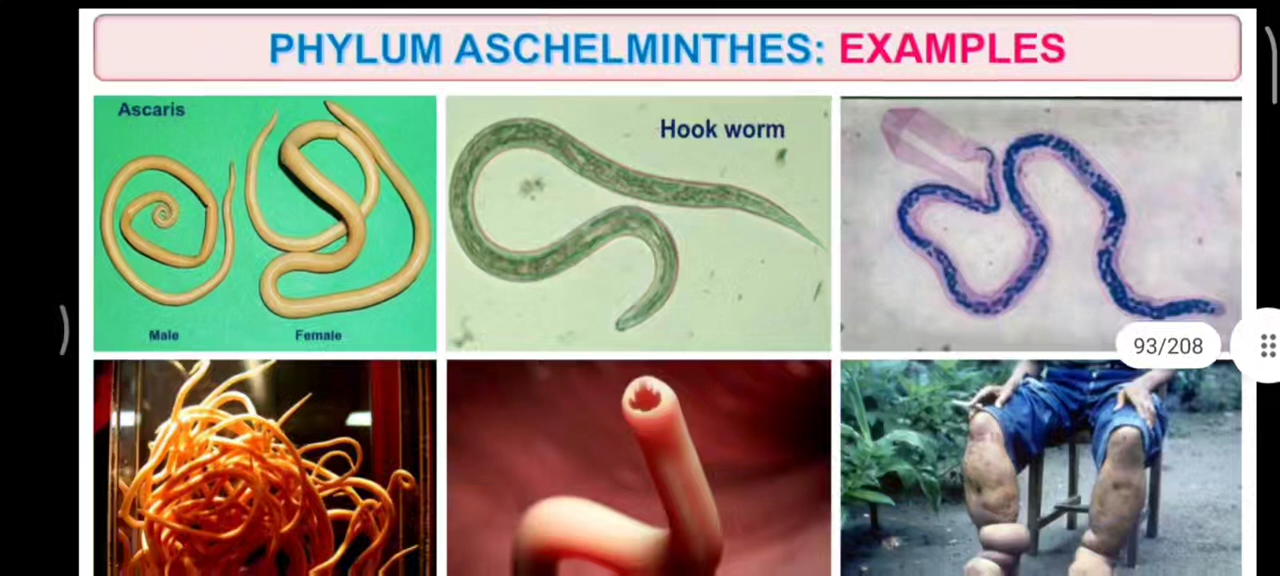 PHYLUM ASCHELMINTHES: EXAMPLES
Ascaris
Hook worm
Male
Female
93/208